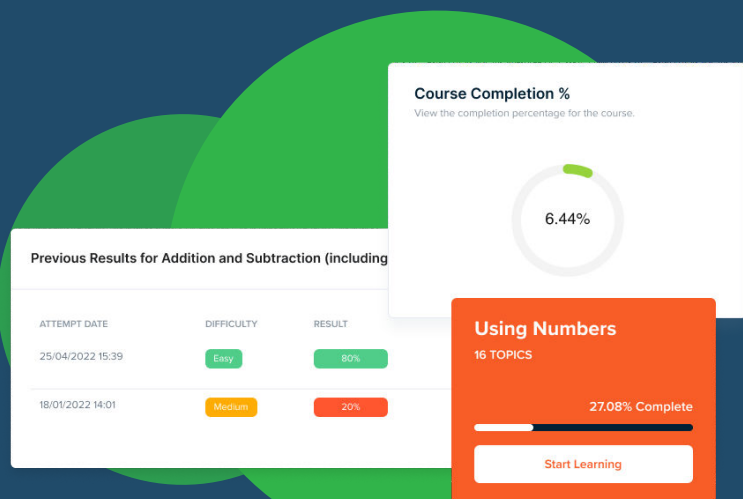 Course Completion %
View the completion percentage for the course.
6.44%
Previous Results for Addition and Subtraction (including
ATTEMPT DATE DIFFICULTY RESULT
25/04/2022 15:39 Easy 80%
18/01/2022 14:01 Medium 20%
Using Numbers
16 TOPICS
27.08% Complete
Start Learning